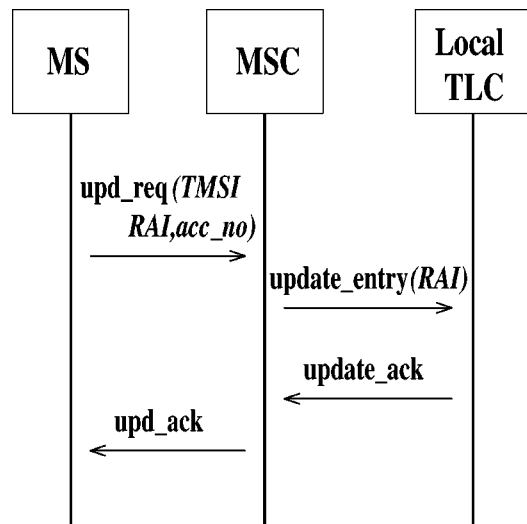 MS
MSC
Local
TLC
upd_req(TMSI
RAI,acc_no)
update_entry(RAI)
update_ack
upd_ack